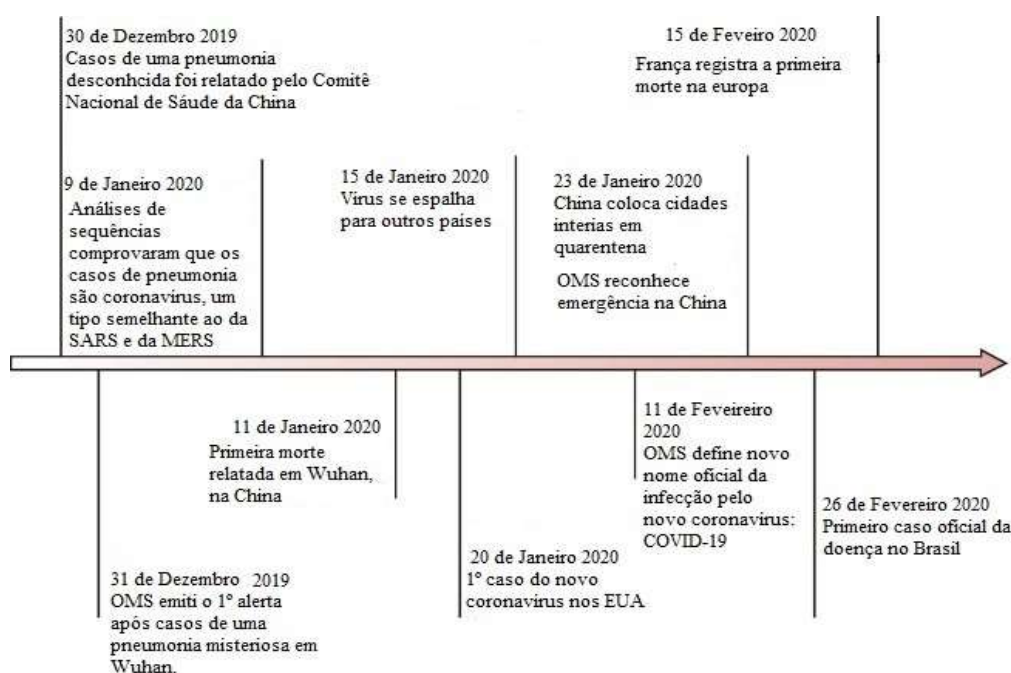 30 de Dezembro 2019
Casos de uma pneumonia
desconhcida foi relatado pelo Comitê
Nacional de Sáude da China
15 de Feveiro 2020
França registra a primeira
morte na europa
9 de Janeiro 2020
Análises de
sequências
comprovaram que os
casos de pneumonia
são coronavírus, um
tipo semelhante ao da
SARS e da MERS
15 de Janeiro 2020
Virus se espalha
para outros paises
23 de Janeiro 2020
China coloca cidades
interias em
quarentena
OMS reconhece
emergência na China
11 de Janeiro 2020
Primeira morte
relatada em Wuhan,
na China
11 de Fevereireo
2020
OMS define novo
nome oficial da
infecção pelo
novo coronavirus:
COVID-19
26 de Fevereiro 2020
Primeiro caso oficial da
doença no Brasil
31 de Dezembro 2019
OMS emiti o 1º alerta
após casos de uma
pneumonia misteriosa em
Wuhan.
20 de Janeiro 2020
1º caso do novo
coronavirus nos EUA